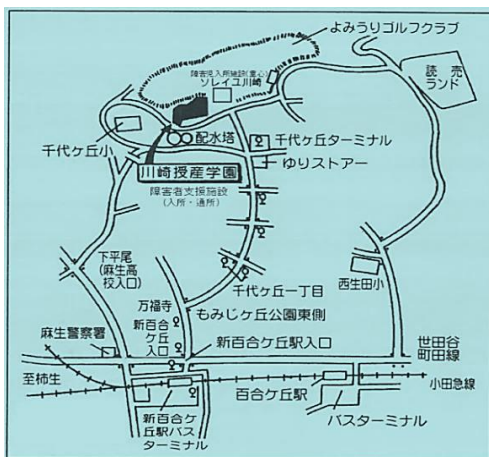 よみうりゴルフクラブ
障害児入所施設(重心)
ソレイユ川崎
読売
ランド
千代ヶ丘小
配水塔
千代ヶ丘ターミナル
ゆりストアー
川崎授産学園
障害者支援施設
(入所・通所)
下平尾
(麻生高
校入口)
西生田小
千代ヶ丘一丁目
万福寺
もみじヶ丘公園東側
新百合
ケ丘
入口
新百合ケ丘駅入口
麻生警察署
世田谷
町田線
至柿生
百合ケ丘駅
小田急線
新百合ケ
丘駅バス
ターミナル
バスターミナル